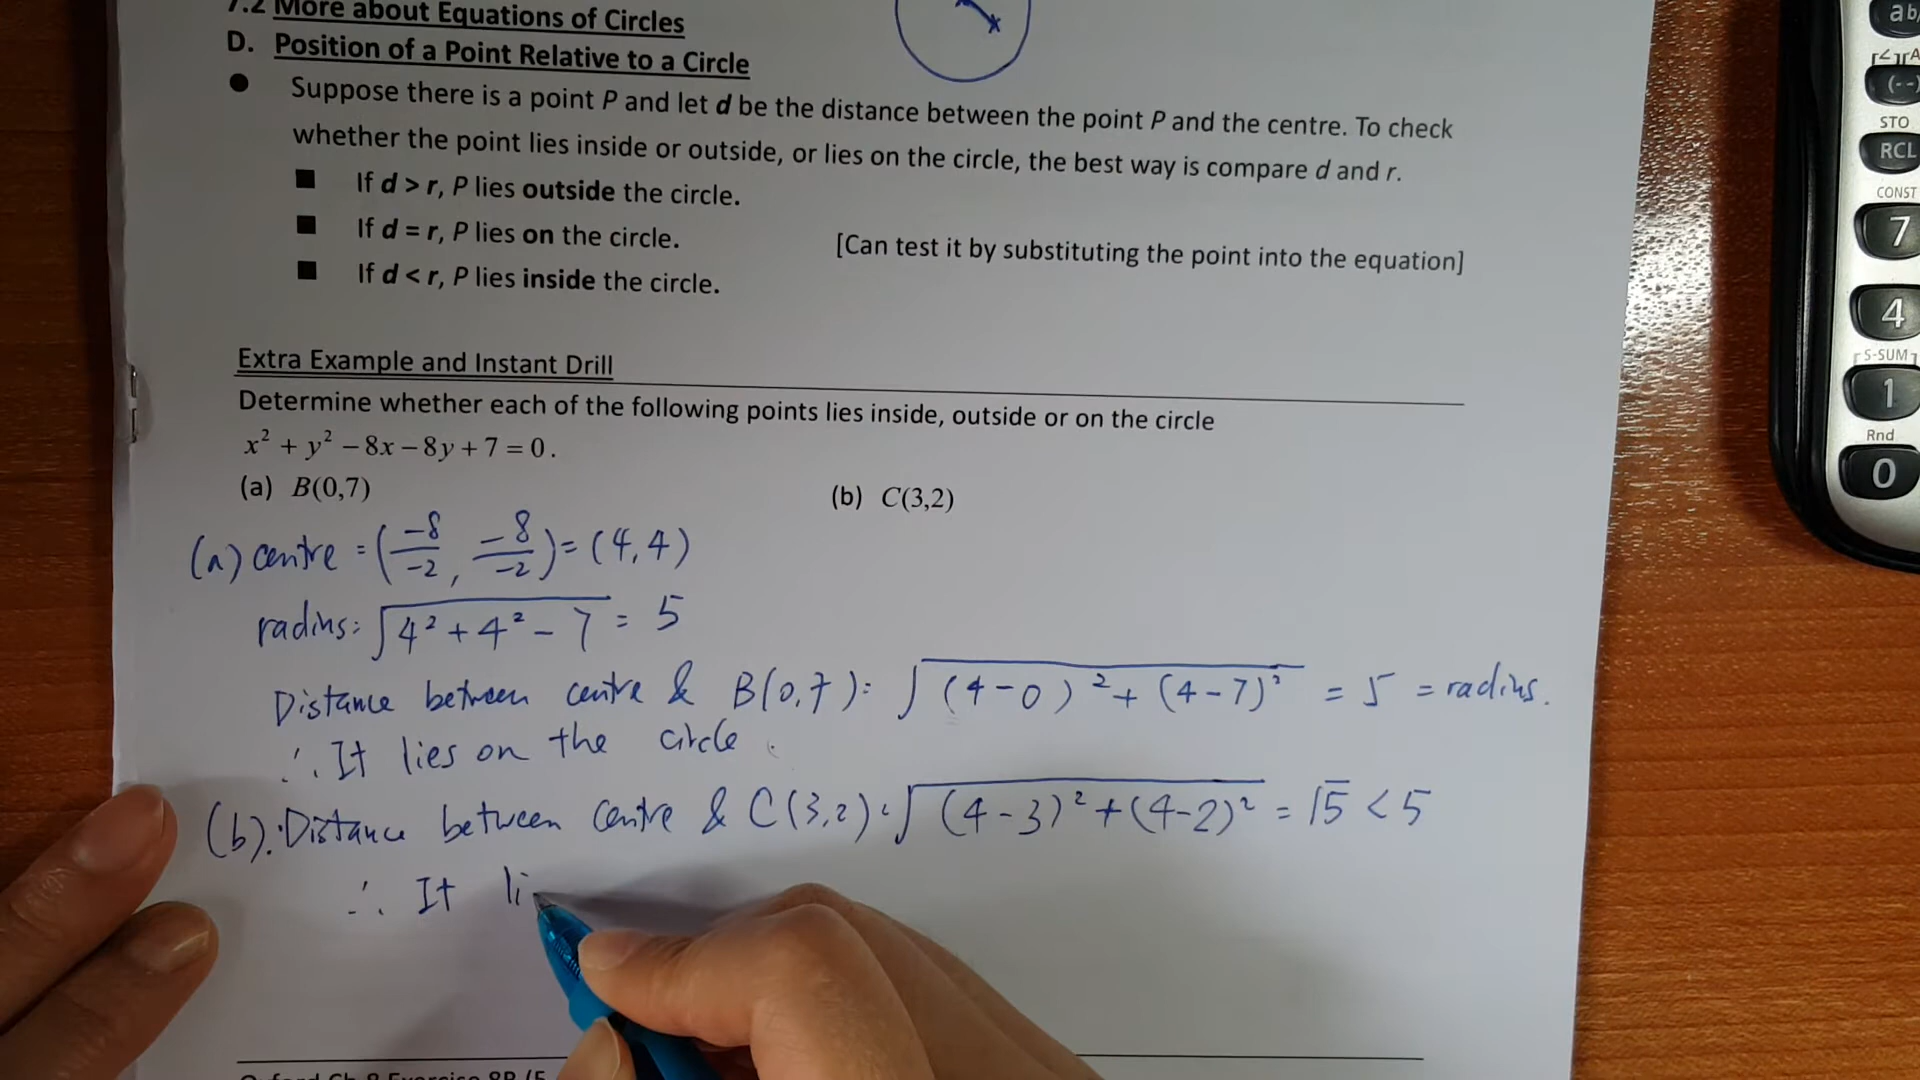 7.2 More about Equations of Circles
D. Position of a Point Relative to a Circle
● Suppose there is a point P and let d be the distance between the point P and the centre. To check
whether the point lies inside or outside, or lies on the circle, the best way is compare d and r.
■ If d > r, P lies outside the circle.
■ If d = r, P lies on the circle. [Can test it by substituting the point into the equation]
■ If d < r, P lies inside the circle.
Extra Example and Instant Drill
Determine whether each of the following points lies inside, outside or on the circle
x² + y² − 8x − 8y + 7 = 0.
(a) B(0,7) (b) C(3,2)
(a) centre = (−8/−2, −8/−2) = (4,4)
radius: √(4² + 4² − 7) = 5
Distance between centre & B(0,7): √((4−0)² + (4−7)²) = 5 = radius.
∴ It lies on the circle.
(b). Distance between centre & C(3,2): √((4−3)² + (4−2)²) = √5 < 5
∴ It li
STO
RCL
CONST
7
4
S-SUM
1
Rnd
0